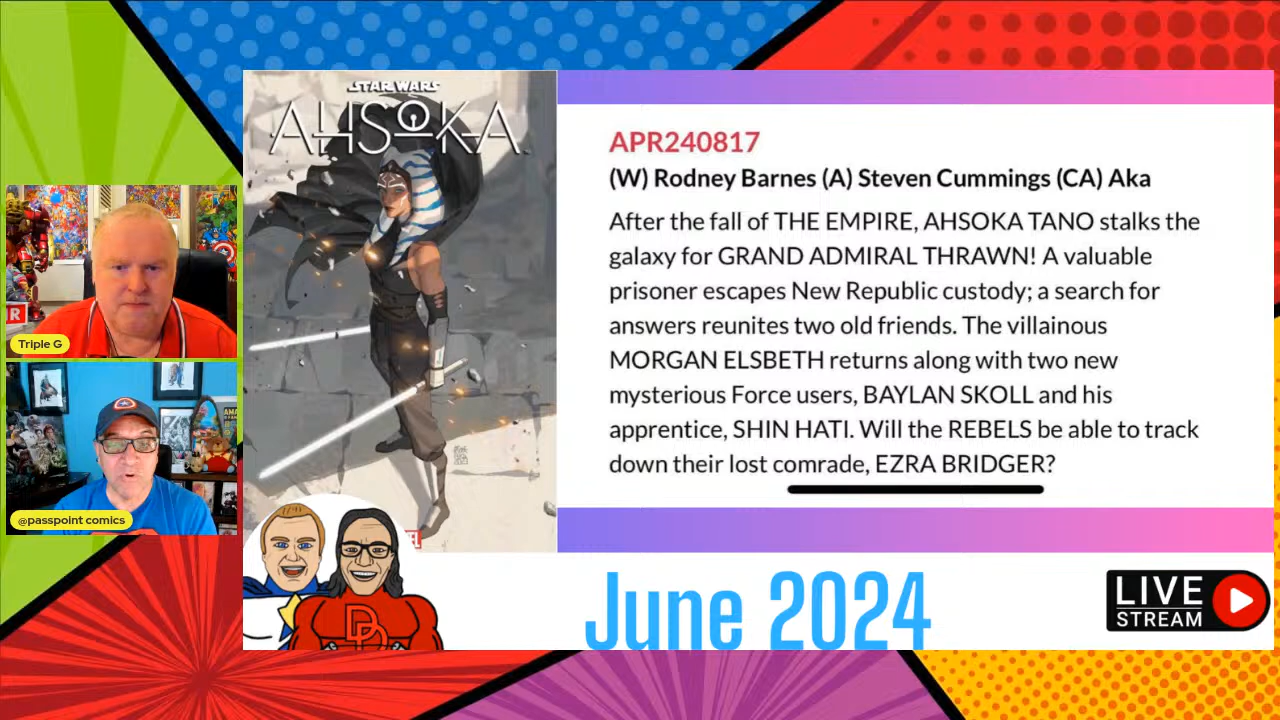 STAR WARS
AHSOKA
APR240817
(W) Rodney Barnes (A) Steven Cummings (CA) Aka
After the fall of THE EMPIRE, AHSOKA TANO stalks the
galaxy for GRAND ADMIRAL THRAWN! A valuable
prisoner escapes New Republic custody; a search for
answers reunites two old friends. The villainous
MORGAN ELSBETH returns along with two new
mysterious Force users, BAYLAN SKOLL and his
apprentice, SHIN HATI. Will the REBELS be able to track
down their lost comrade, EZRA BRIDGER?
R
Triple G
AMA
@passpoint comics
DD
June 2024
LIVE
STREAM